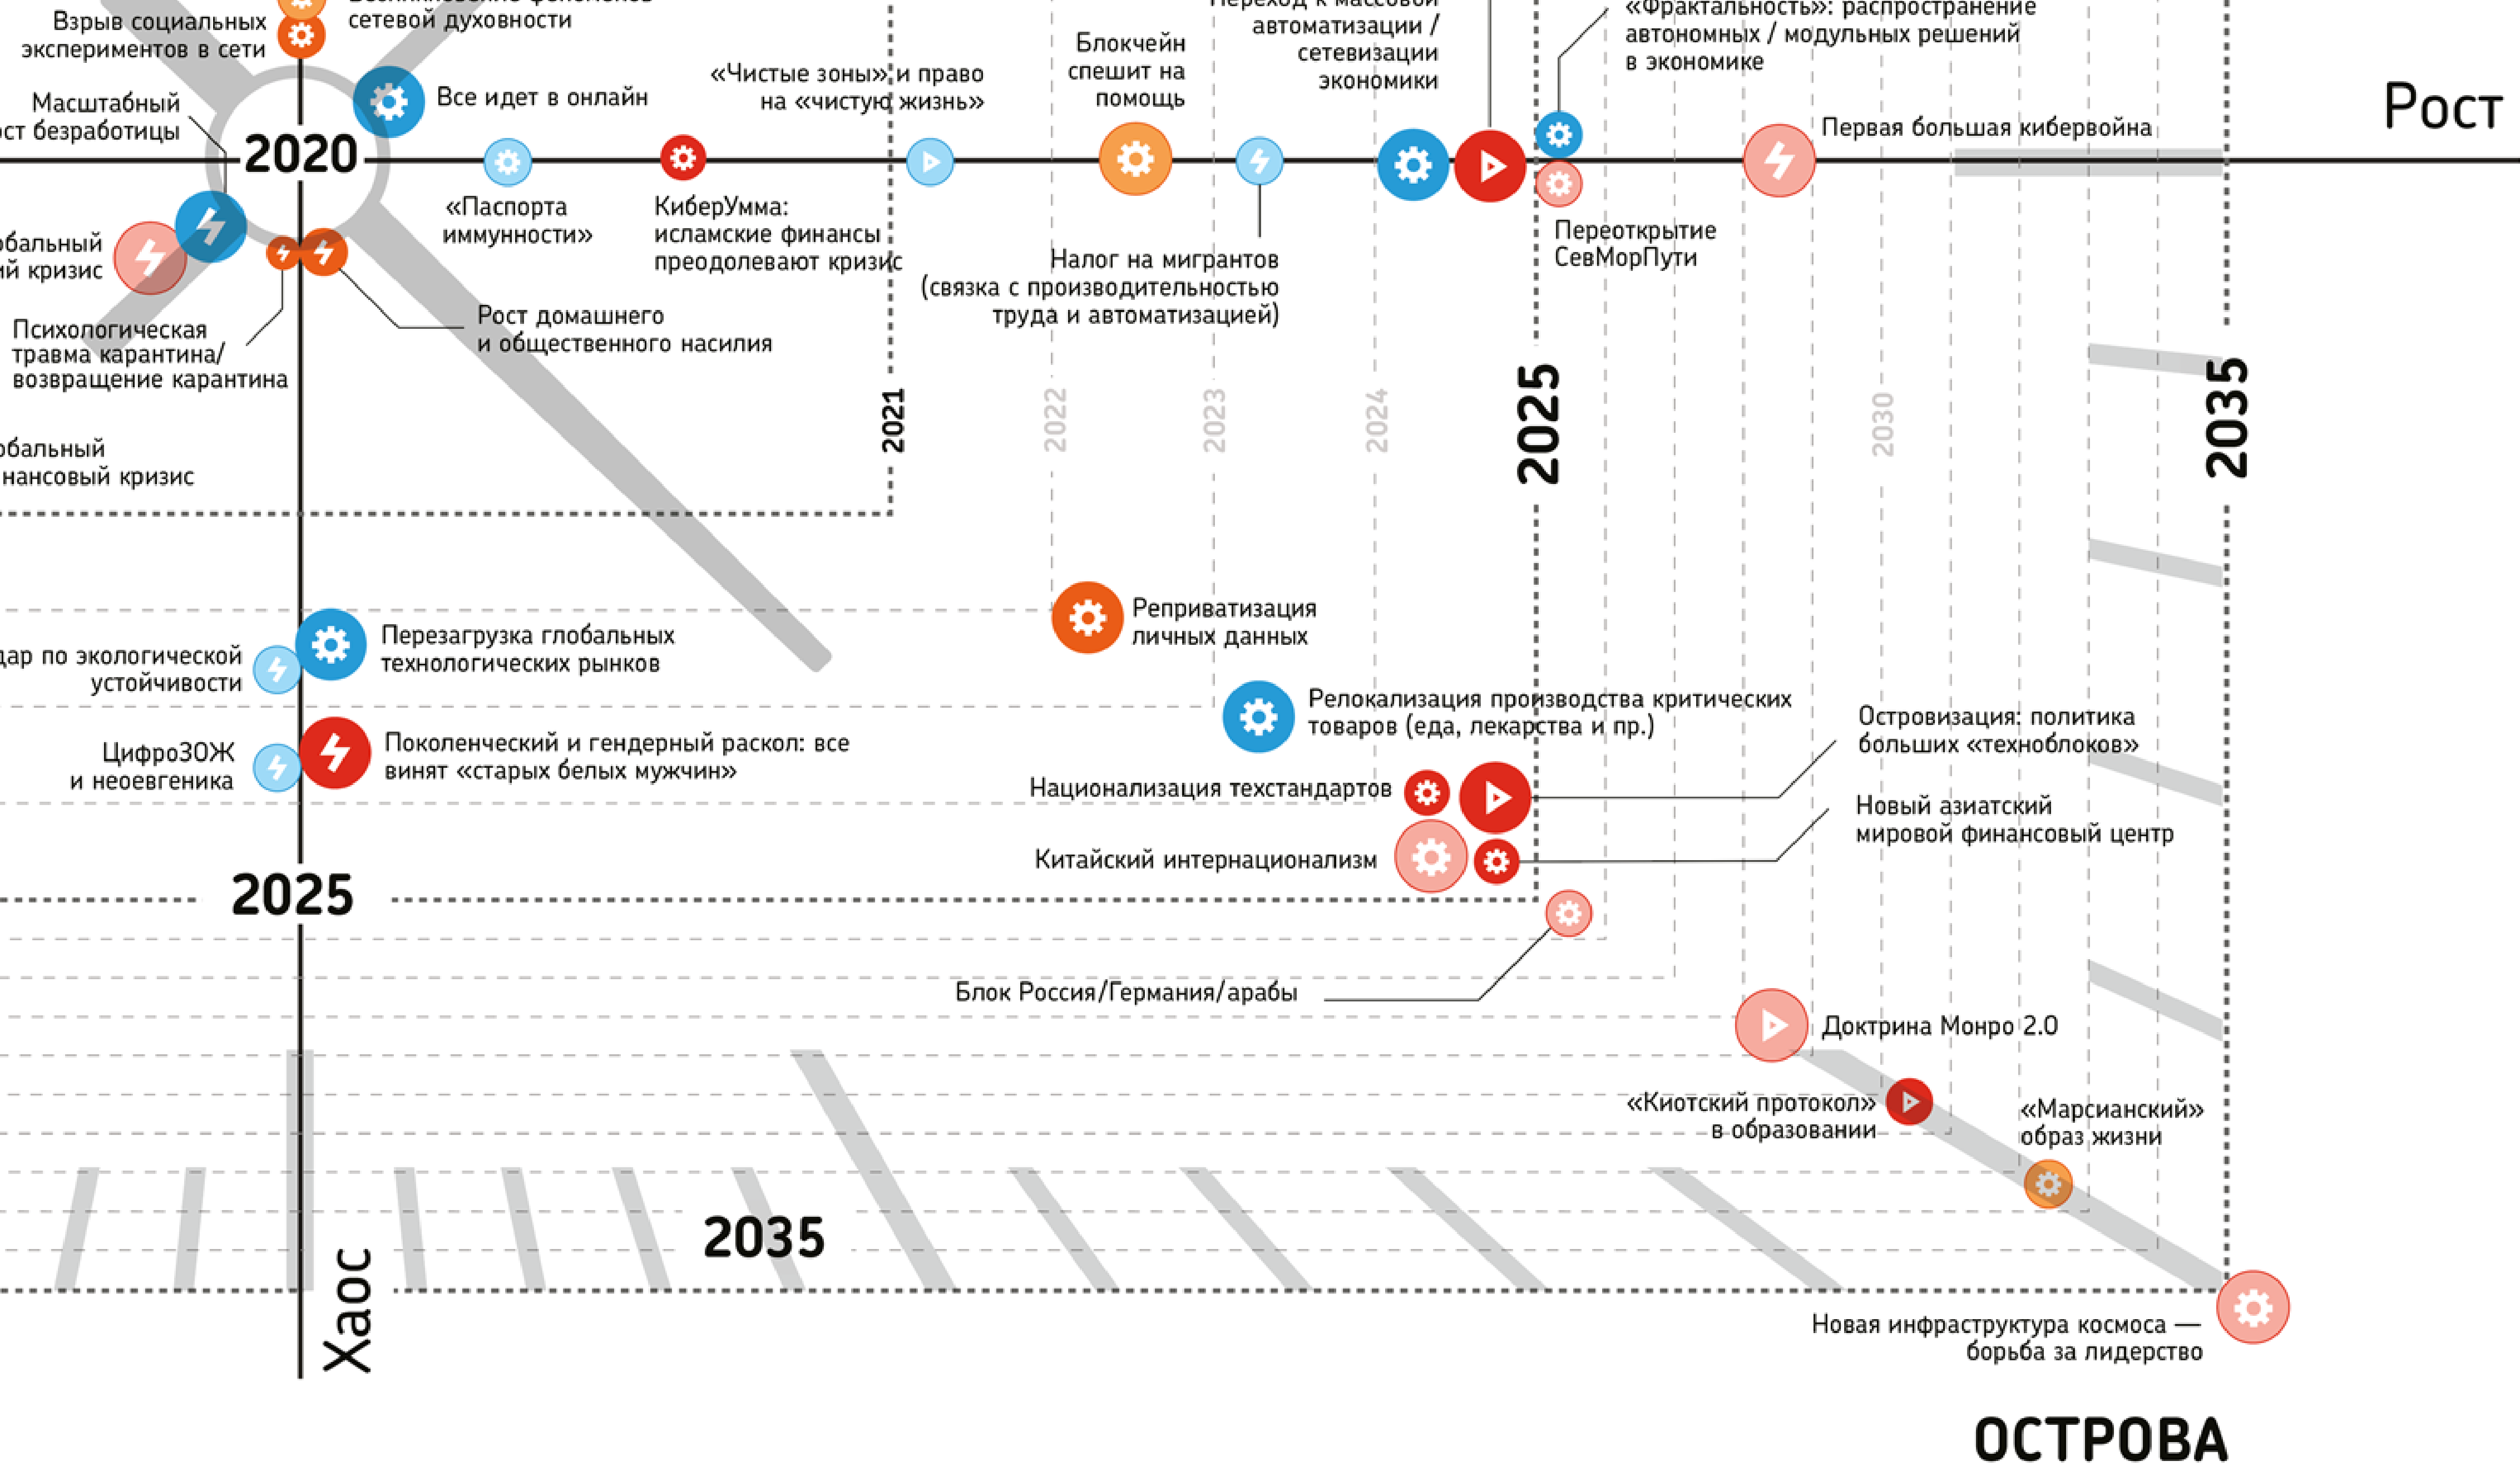 Взрыв социальных
экспериментов в сети
сетевой духовности
Масштабный
безработицы
2020
Все идет в онлайн
«Чистые зоны» и право
на «чистую жизнь»
Блокчейн
спешит на
помощь
Переход к массовой
автоматизации /
сетевизации
экономики
«Фрактальность»: распространение
автономных / модульных решений
в экономике
Первая большая кибервойна
Рост
«Паспорта
иммунности»
КиберУмма:
исламские финансы
преодолевают кризис
Налог на мигрантов
(связка с производительностью
труда и автоматизацией)
Переоткрытие
СевМорПути
кризис
Психологическая
травма карантина/
возвращение карантина
Рост домашнего
и общественного насилия
2021
2022
2023
2024
2025
2030
2035
кризис
Перезагрузка глобальных
технологических рынков
по экологической
устойчивости
ЦифроЗОЖ
и неоевгеника
Поколенческий и гендерный раскол: все
винят «старых белых мужчин»
Реприватизация
личных данных
Релокализация производства критических
товаров (еда, лекарства и пр.)
Островизация: политика
больших «техноблоков»
Национализация техстандартов
Новый азиатский
мировой финансовый центр
Китайский интернационализм
2025
Блок Россия/Германия/арабы
Доктрина Монро 2.0
«Киотский протокол»
в образовании
«Марсианский»
образ жизни
2035
Хаос
Новая инфраструктура космоса —
борьба за лидерство
ОСТРОВА